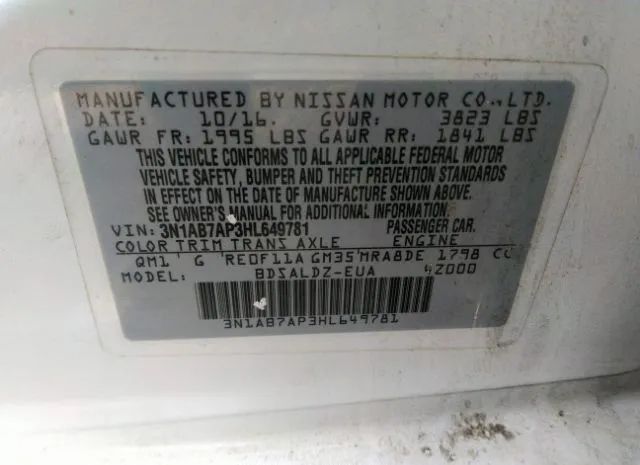 MANUFACTURED BY NISSAN MOTOR CO., LTD.
DATE: 10/16. GVWR: 3823 LBS
GAWR FR: 1995 LBS GAWR RR: 1841 LBS
THIS VEHICLE CONFORMS TO ALL APPLICABLE FEDERAL MOTOR
VEHICLE SAFETY, BUMPER AND THEFT PREVENTION STANDARDS
IN EFFECT ON THE DATE OF MANUFACTURE SHOWN ABOVE.
SEE OWNER'S MANUAL FOR ADDITIONAL INFORMATION
VIN: 3N1AB7AP3HL649781 PASSENGER CAR.
COLOR TRIM TRANS AXLE ENGINE
QM1 G RE0F11A GM35 MRA8DE 1798 CC
BDSALDZ-EUA 4Z000
3N1AB7AP3HL649781